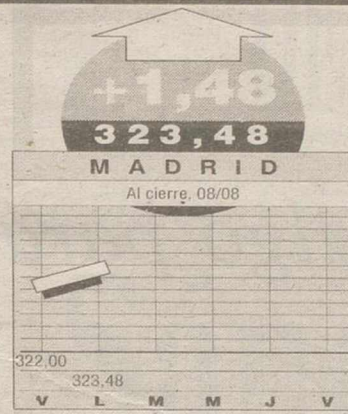 +1,48
323,48
MADRID
Al cierre, 08/08
322,00
323,48
V L M M J V